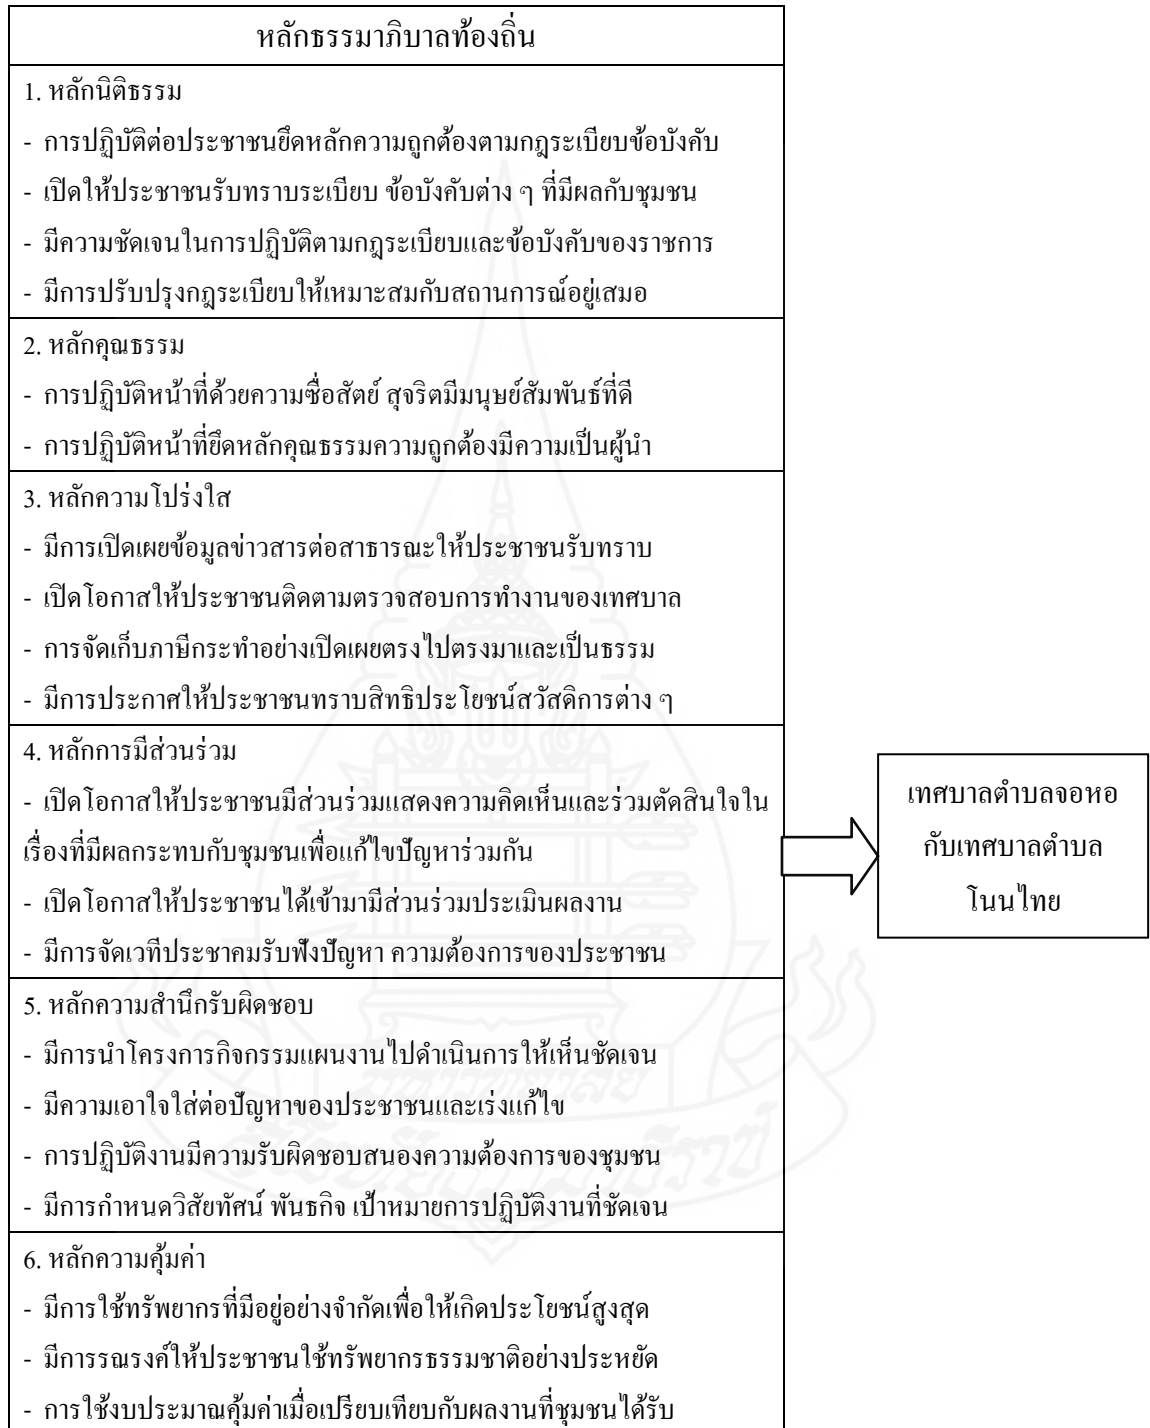 หลักธรรมาภิบาลท้องถิ่น
1. หลักนิติธรรม
- การปฏิบัติต่อประชาชนยึดหลักความถูกต้องตามกฎระเบียบข้อบังคับ
- เปิดให้ประชาชนรับทราบระเบียบ ข้อบังคับต่าง ๆ ที่มีผลกับชุมชน
- มีความชัดเจนในการปฏิบัติตามกฎระเบียบและข้อบังคับของราชการ
- มีการปรับปรุงกฎระเบียบให้เหมาะสมกับสถานการณ์อยู่เสมอ
2. หลักคุณธรรม
- การปฏิบัติหน้าที่ด้วยความซื่อสัตย์ สุจริตมีมนุษย์สัมพันธ์ที่ดี
- การปฏิบัติหน้าที่ยึดหลักคุณธรรมความถูกต้องมีความเป็นผู้นำ
3. หลักความโปร่งใส
- มีการเปิดเผยข้อมูลข่าวสารต่อสาธารณะให้ประชาชนรับทราบ
- เปิดโอกาสให้ประชาชนติดตามตรวจสอบการทำงานของเทศบาล
- การจัดเก็บภาษีกระทำอย่างเปิดเผยตรงไปตรงมาและเป็นธรรม
- มีการประกาศให้ประชาชนทราบสิทธิประโยชน์สวัสดิการต่าง ๆ
4. หลักการมีส่วนร่วม
- เปิดโอกาสให้ประชาชนมีส่วนร่วมแสดงความคิดเห็นและร่วมตัดสินใจใน
เรื่องที่มีผลกระทบกับชุมชนเพื่อแก้ไขปัญหาร่วมกัน
- เปิดโอกาสให้ประชาชนได้เข้ามามีส่วนร่วมประเมินผลงาน
- มีการจัดเวทีประชาคมรับฟังปัญหา ความต้องการของประชาชน
5. หลักความสำนึกรับผิดชอบ
- มีการนำโครงการกิจกรรมแผนงานไปดำเนินการให้เห็นชัดเจน
- มีความเอาใจใส่ต่อปัญหาของประชาชนและเร่งแก้ไข
- การปฏิบัติงานมีความรับผิดชอบสนองความต้องการของชุมชน
- มีการกำหนดวิสัยทัศน์ พันธกิจ เป้าหมายการปฏิบัติงานที่ชัดเจน
6. หลักความคุ้มค่า
- มีการใช้ทรัพยากรที่มีอยู่อย่างจำกัดเพื่อให้เกิดประโยชน์สูงสุด
- มีการรณรงค์ให้ประชาชนใช้ทรัพยากรธรรมชาติอย่างประหยัด
- การใช้งบประมาณคุ้มค่าเมื่อเปรียบเทียบกับผลงานที่ชุมชนได้รับ
เทศบาลตำบลจอหอ
กับเทศบาลตำบล
โนนไทย